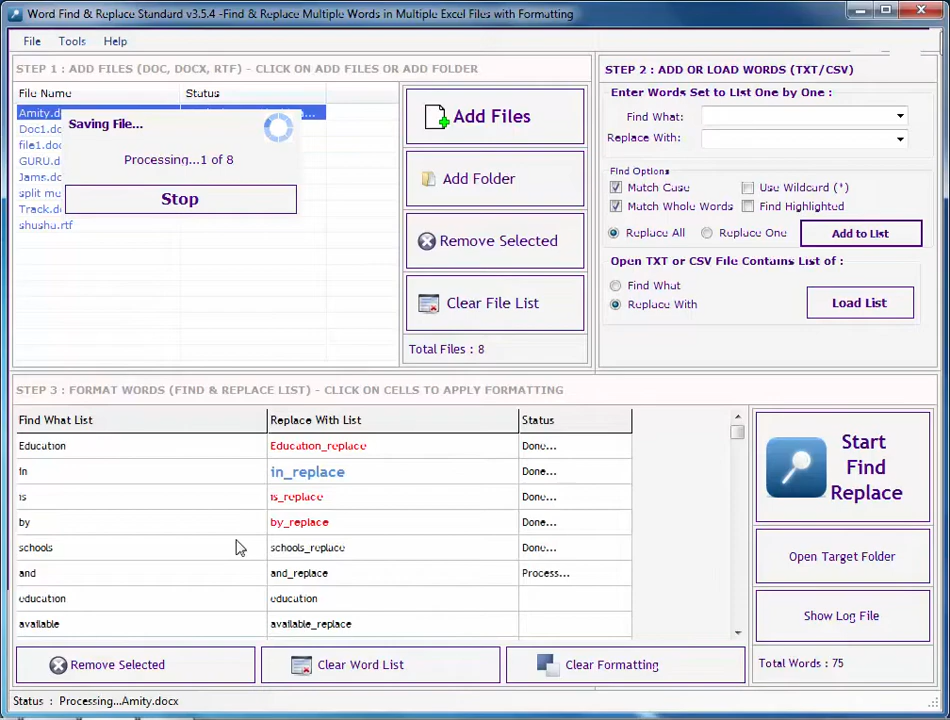 Word Find & Replace Standard v3.5.4 -Find & Replace Multiple Words in Multiple Excel Files with Formatting
File Tools Help
STEP 1 : ADD FILES (DOC, DOCX, RTF) - CLICK ON ADD FILES OR ADD FOLDER
File Name Status
Amity.d
Doc1.dc
file1.doc
GURU.d
Jams.do
split me
Track.dc
shusha.rtf
Saving File...
Processing...1 of 8
Stop
Add Files
Add Folder
Remove Selected
Clear File List
Total Files : 8
STEP 2 : ADD OR LOAD WORDS (TXT/CSV)
Enter Words Set to List One by One :
Find What:
Replace With:
Find Options
Match Case Use Wildcard (*)
Match Whole Words Find Highlighted
Replace All Replace One Add to List
Open TXT or CSV File Contains List of :
Find What
Replace With
Load List
STEP 3 : FORMAT WORDS (FIND & REPLACE LIST) - CLICK ON CELLS TO APPLY FORMATTING
Find What List Replace With List Status
Education Education_replace Done...
in in_replace Done...
is is_replace Done...
by by_replace Done...
schools schools_replace Done...
and and_replace Process...
education education
available available_replace
Start Find Replace
Open Target Folder
Show Log File
Remove Selected Clear Word List Clear Formatting
Total Words : 75
Status : Processing...Amity.docx